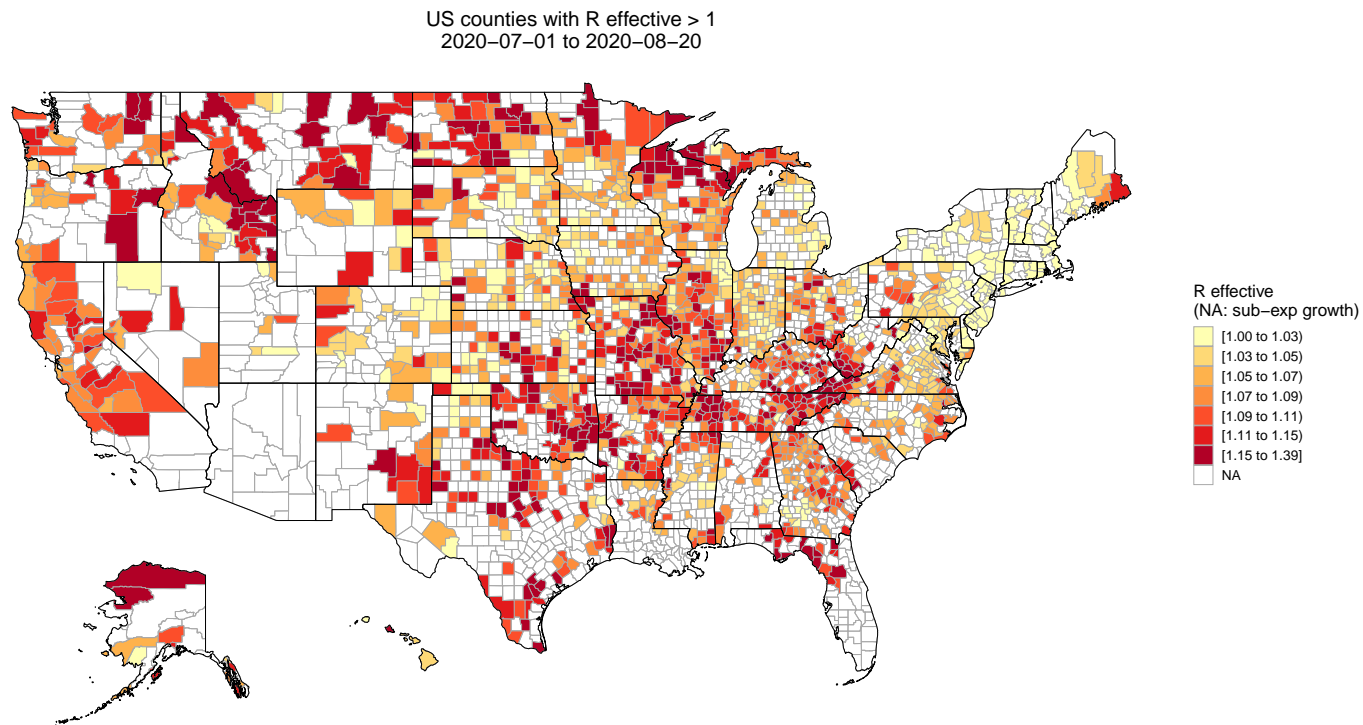 US counties with R effective > 1
2020−07−01 to 2020−08−20
R effective
(NA: sub−exp growth)
[1.00 to 1.03)
[1.03 to 1.05)
[1.05 to 1.07)
[1.07 to 1.09)
[1.09 to 1.11)
[1.11 to 1.15)
[1.15 to 1.39]
NA